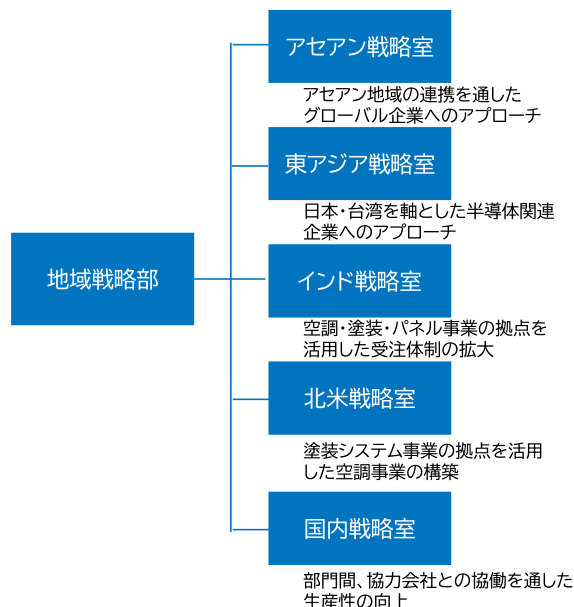 アセアン戦略室
アセアン地域の連携を通した
グローバル企業へのアプローチ
東アジア戦略室
日本・台湾を軸とした半導体関連
企業へのアプローチ
地域戦略部
インド戦略室
空調・塗装・パネル事業の拠点を
活用した受注体制の拡大
北米戦略室
塗装システム事業の拠点を活用
した空調事業の構築
国内戦略室
部門間、協力会社との協働を通した
生産性の向上